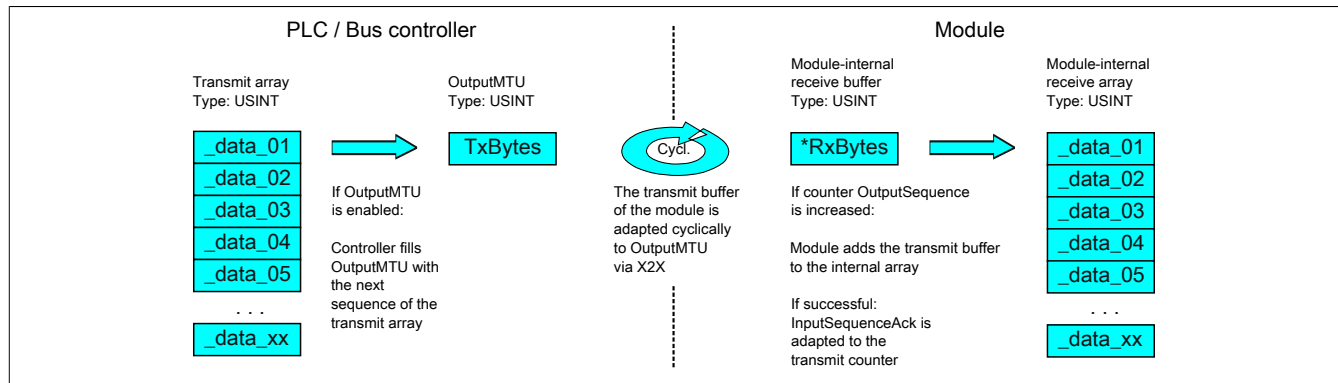 PLC / Bus controller
Module
Transmit array
Type: USINT
OutputMTU
Type: USINT
Module-internal
receive buffer
Type: USINT
Module-internal
receive array
Type: USINT
_data_01
_data_02
_data_03
_data_04
_data_05
. . .
_data_xx
If OutputMTU
is enabled:
Controller fills
OutputMTU with
the next
sequence of the
transmit array
TxBytes
Cycl.
The transmit buffer
of the module is
adapted cyclically
to OutputMTU
via X2X
*RxBytes
If counter OutputSequence
is increased:
Module adds the transmit buffer
to the internal array
If successful:
InputSequenceAck is
adapted to the
transmit counter
_data_01
_data_02
_data_03
_data_04
_data_05
. . .
_data_xx